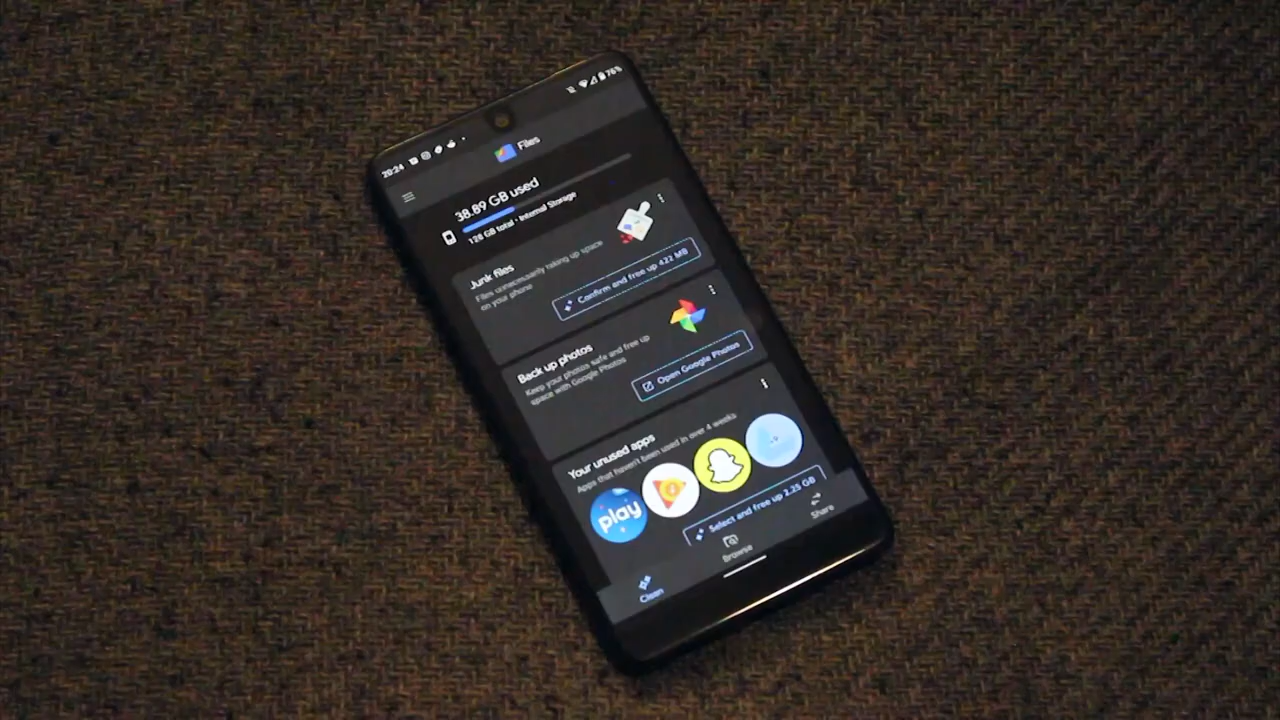 20:24
76%
Files
38.89 GB used
128 GB total · Internal Storage
Junk files
Files unnecessarily taking up space
on your phone
Confirm and free up 422 MB
Back up photos
Keep your photos safe and free up
space with Google Photos
Open Google Photos
Your unused apps
Apps that haven't been used in over 4 weeks
play
Select and free up 2.25 GB
Clean
Browse
Share